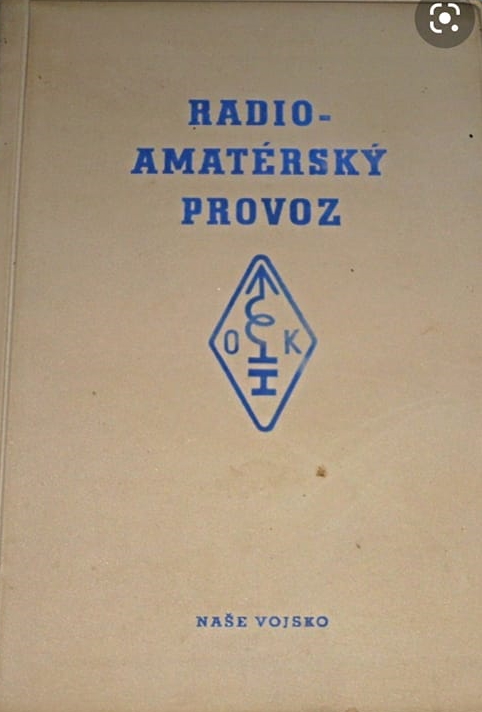 RADIO-
AMATÉRSKÝ
PROVOZ
O K
NAŠE VOJSKO